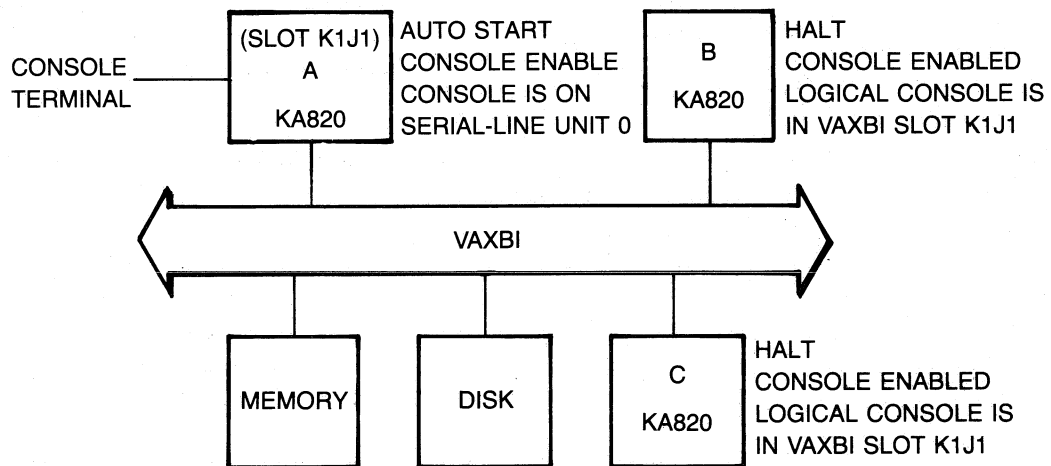 CONSOLE
TERMINAL
(SLOT K1J1)
A
KA820
AUTO START
CONSOLE ENABLE
CONSOLE IS ON
SERIAL-LINE UNIT 0
B
KA820
HALT
CONSOLE ENABLED
LOGICAL CONSOLE IS
IN VAXBI SLOT K1J1
VAXBI
MEMORY
DISK
C
KA820
HALT
CONSOLE ENABLED
LOGICAL CONSOLE IS
IN VAXBI SLOT K1J1